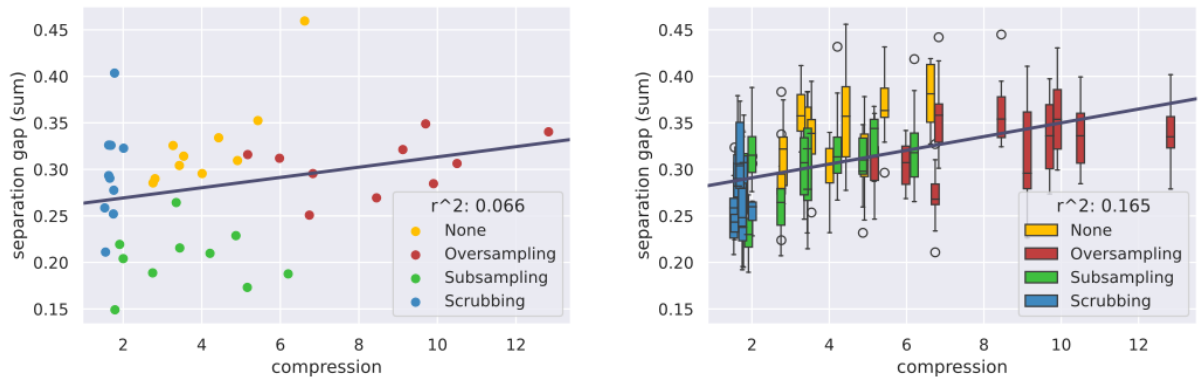 0.45
0.40
0.35
0.30
0.25
0.20
0.15
separation gap (sum)
2 4 6 8 10 12
compression
r^2: 0.066
None
Oversampling
Subsampling
Scrubbing
0.45
0.40
0.35
0.30
0.25
0.20
0.15
separation gap (sum)
2 4 6 8 10 12
compression
r^2: 0.165
None
Oversampling
Subsampling
Scrubbing